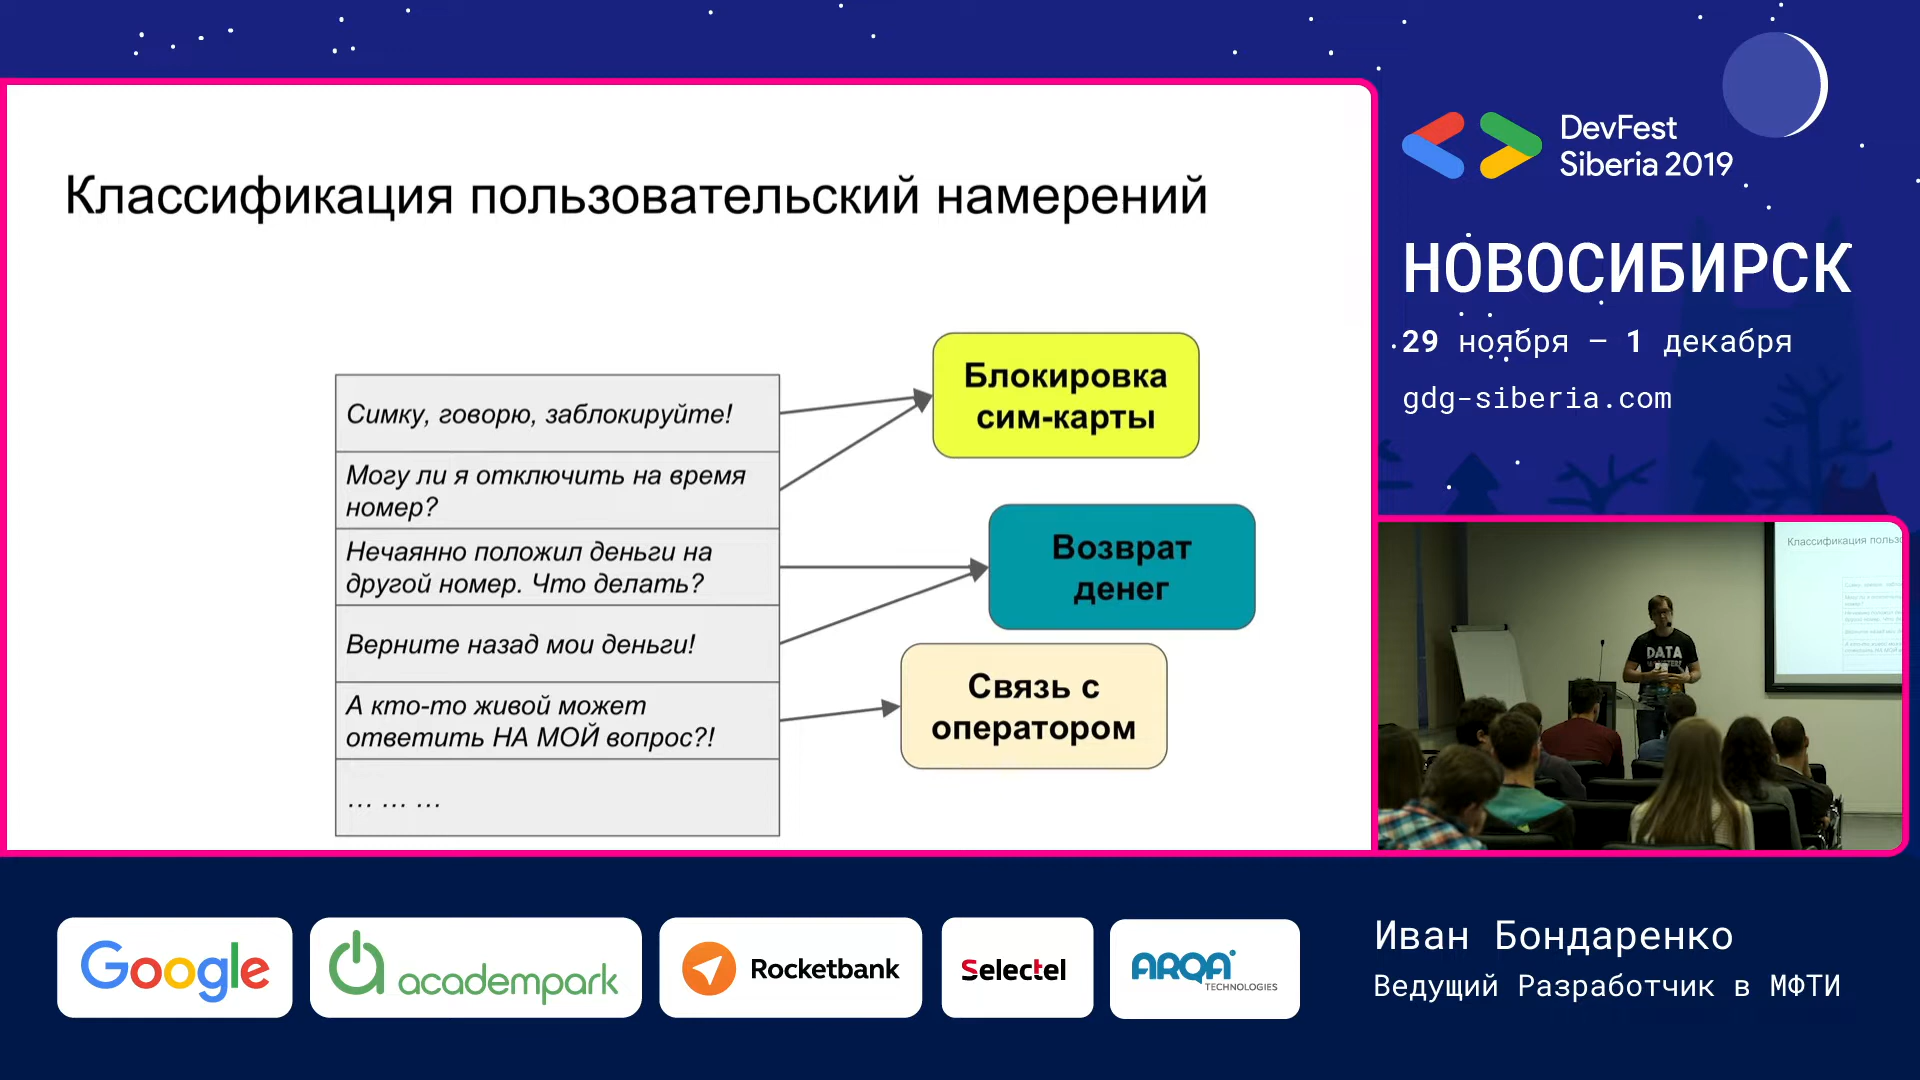 Классификация пользовательский намерений
Симку, говорю, заблокируйте!
Могу ли я отключить на время
номер?
Нечаянно положил деньги на
другой номер. Что делать?
Верните назад мои деньги!
А кто-то живой может
ответить НА МОЙ вопрос?!
… … …
Блокировка
сим-карты
Возврат
денег
Связь с
оператором
DevFest
Siberia 2019
НОВОСИБИРСК
29 ноября – 1 декабря
gdg-siberia.com
Классификация польз
DATA
Google
academpark
Rocketbank
Selectel
ARQA
TECHNOLOGIES
Иван Бондаренко
Ведущий Разработчик в МФТИ